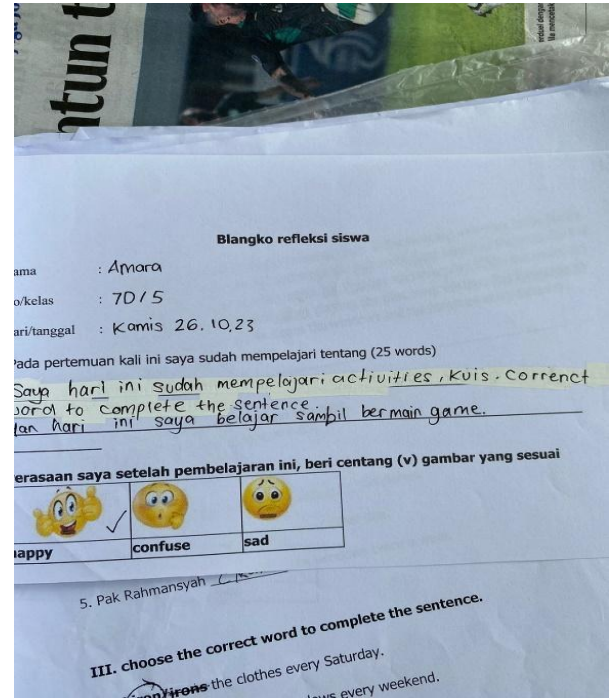 ntun t
Blangko refleksi siswa
ama : Amara
o/kelas : 7D / 5
ari/tanggal : Kamis 26.10.23
Pada pertemuan kali ini saya sudah mempelajari tentang (25 words)
Saya hari ini sudah mempelajari activities, Kuis. Correnct
word to complete the sentence.
dan hari ini saya belajar sambil bermain game.
erasaan saya setelah pembelajaran ini, beri centang (v) gambar yang sesuai
happy confuse sad
5. Pak Rahmansyah
III. choose the correct word to complete the sentence.
irons the clothes every Saturday.
every weekend.